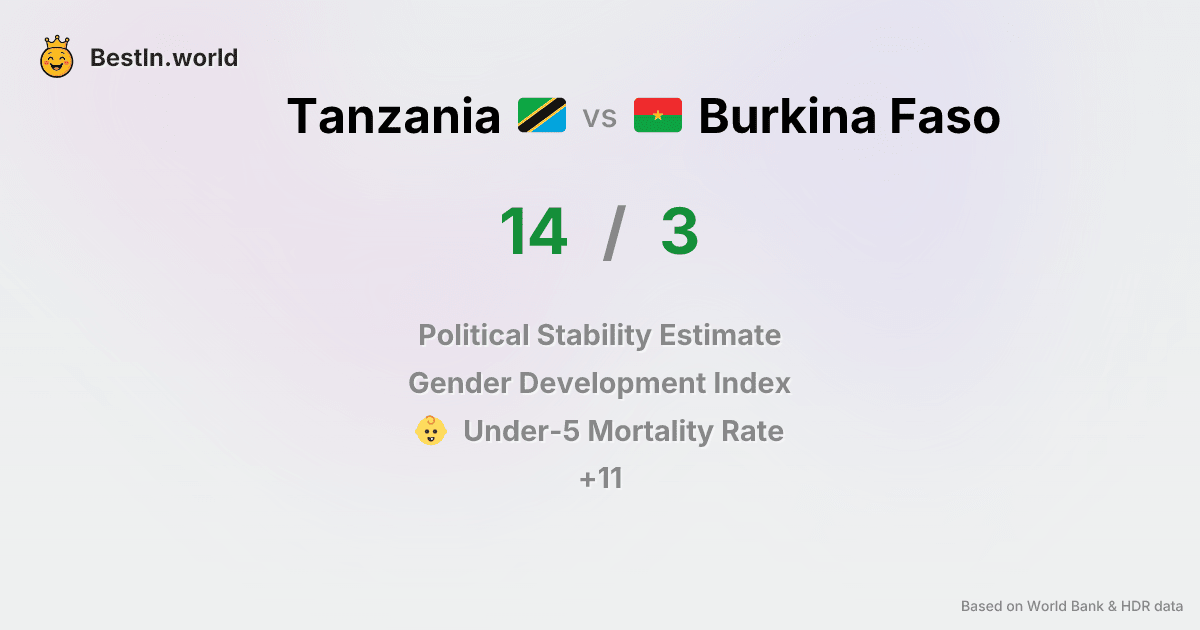 BestIn.world
Tanzania vs Burkina Faso
14 / 3
Political Stability Estimate
Gender Development Index
Under-5 Mortality Rate
+11
Based on World Bank & HDR data